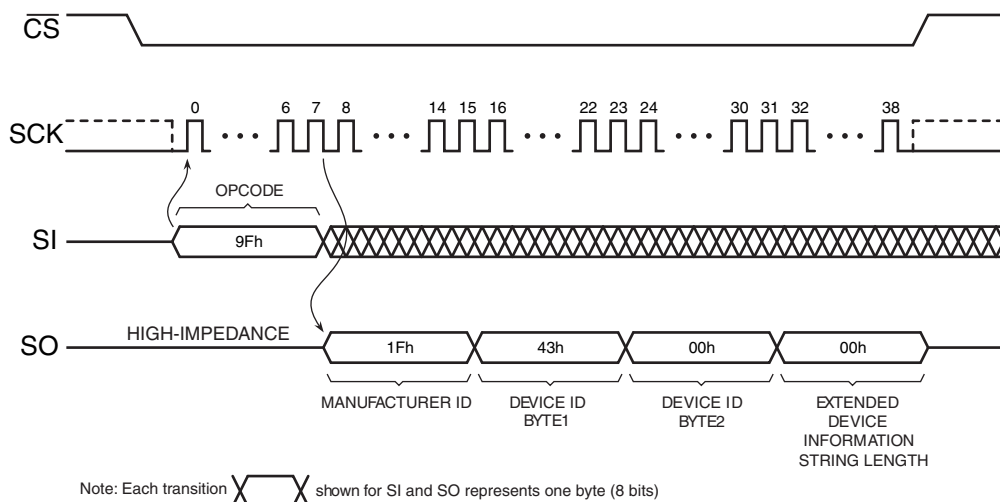 CS
0 6 7 8 14 15 16 22 23 24 30 31 32 38
SCK
OPCODE
SI
9Fh
HIGH-IMPEDANCE
SO
1Fh 43h 00h 00h
MANUFACTURER ID
DEVICE ID
BYTE1
DEVICE ID
BYTE2
EXTENDED
DEVICE
INFORMATION
STRING LENGTH
Note: Each transition shown for SI and SO represents one byte (8 bits)